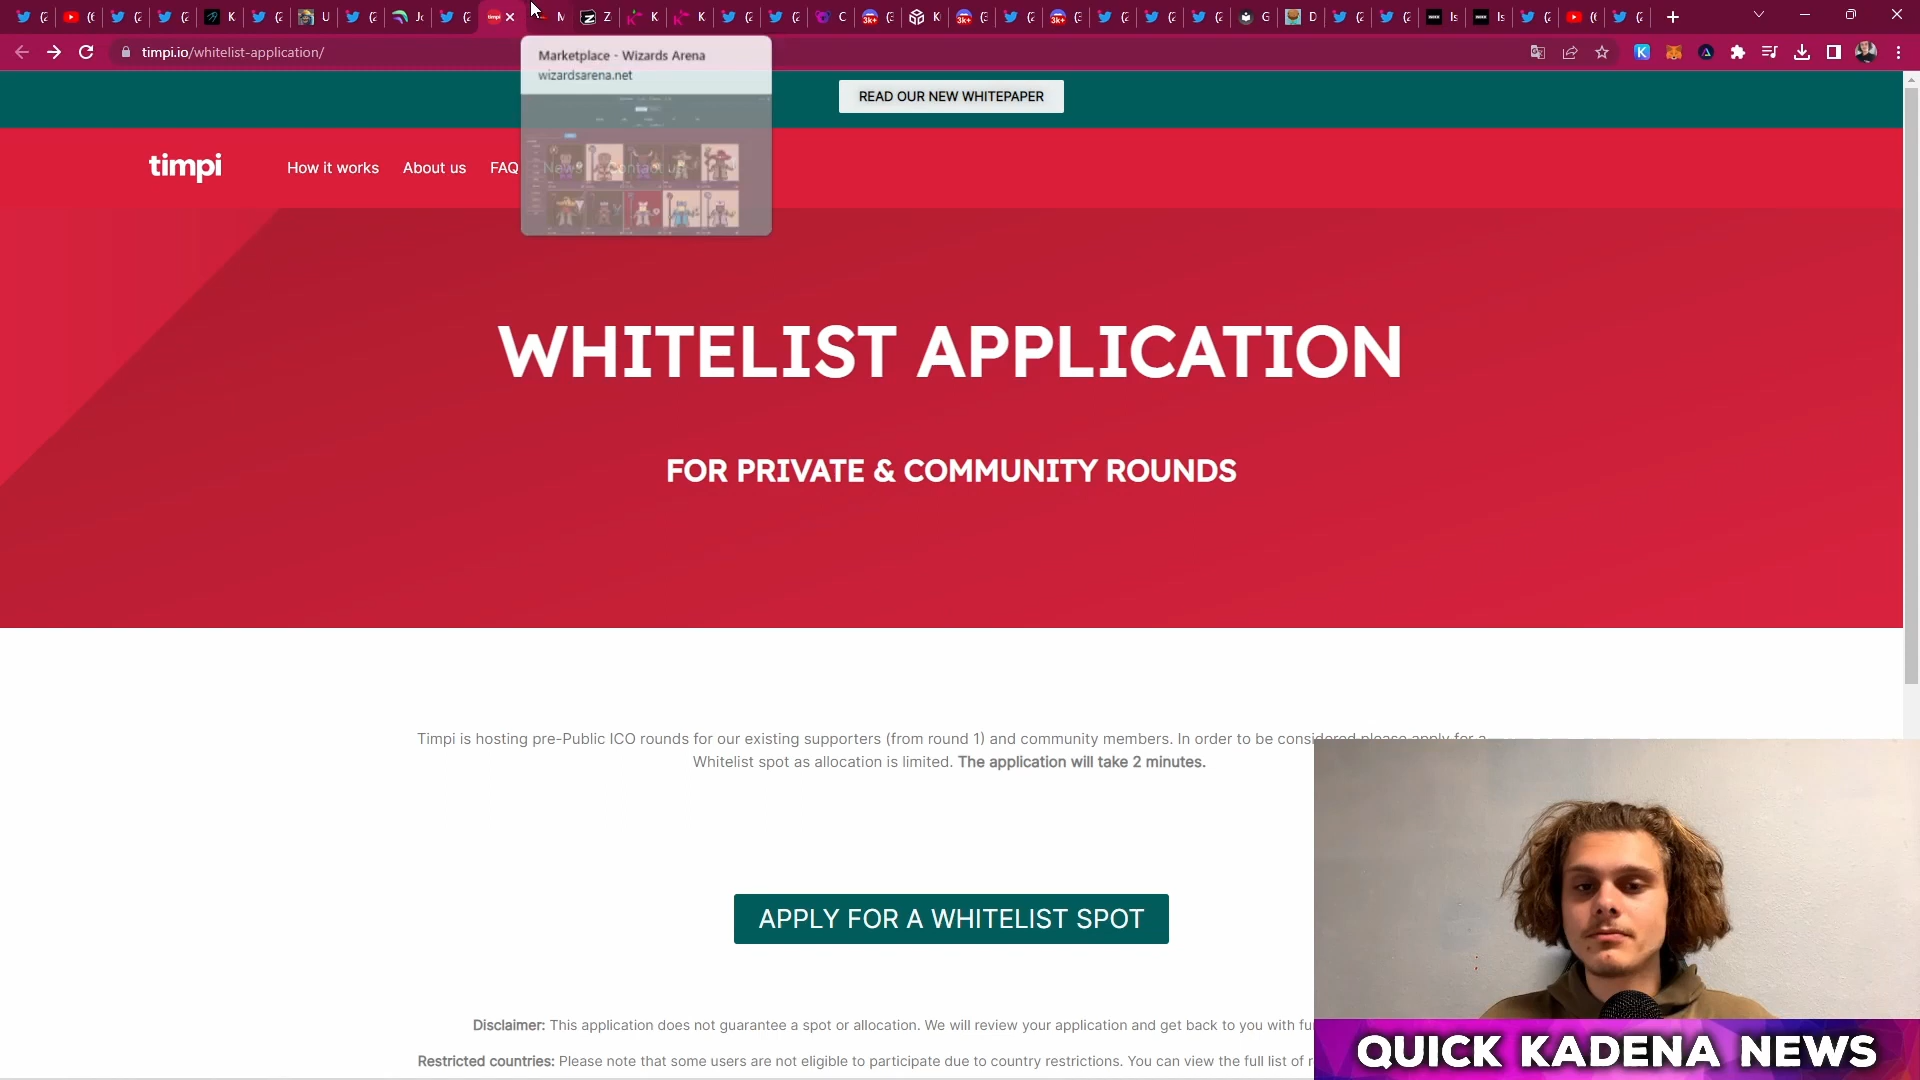 timpi.io/whitelist-application/
Marketplace - Wizards Arena
wizardsarena.net
READ OUR NEW WHITEPAPER
timpi
How it works
About us
FAQ
News
Contact us
WHITELIST APPLICATION
FOR PRIVATE & COMMUNITY ROUNDS
Timpi is hosting pre-Public ICO rounds for our existing supporters (from round 1) and community members. In order to be considered please apply for a
Whitelist spot as allocation is limited. The application will take 2 minutes.
APPLY FOR A WHITELIST SPOT
Disclaimer: This application does not guarantee a spot or allocation. We will review your application and get back to you with
Restricted countries: Please note that some users are not eligible to participate due to country restrictions. You can view the full list of
QUICK KADENA NEWS